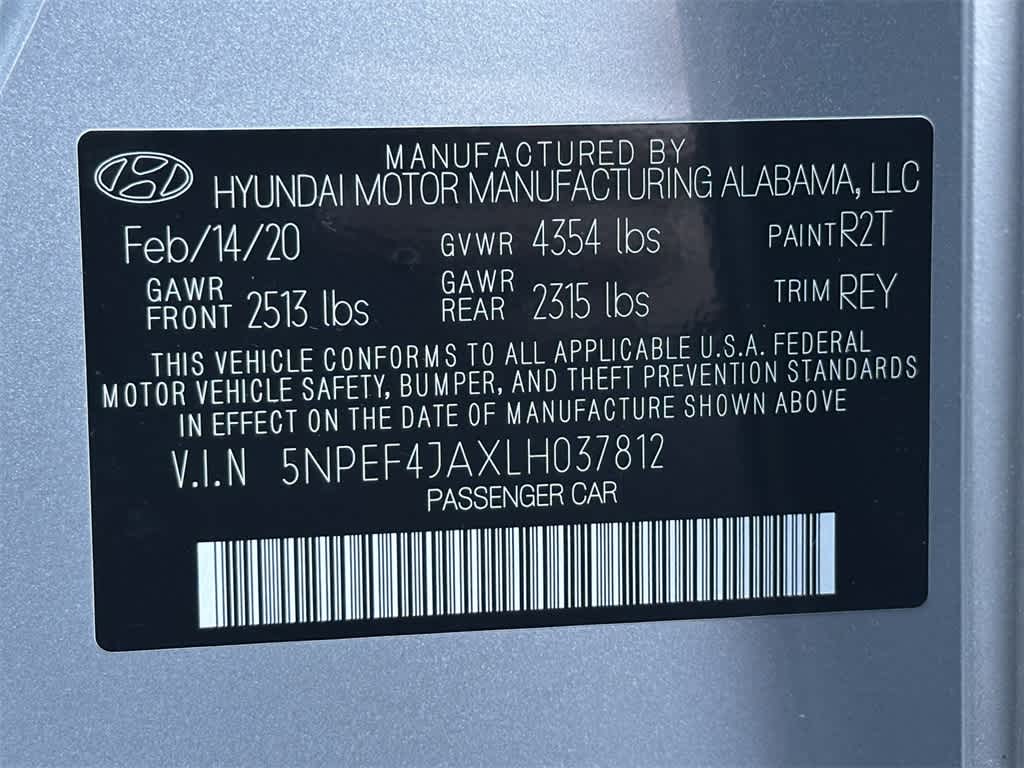 MANUFACTURED BY
HYUNDAI MOTOR MANUFACTURING ALABAMA, LLC
Feb/14/20 GVWR 4354 lbs PAINT R2T
GAWR FRONT 2513 lbs GAWR REAR 2315 lbs TRIM REY
THIS VEHICLE CONFORMS TO ALL APPLICABLE U.S.A. FEDERAL
MOTOR VEHICLE SAFETY, BUMPER, AND THEFT PREVENTION STANDARDS
IN EFFECT ON THE DATE OF MANUFACTURE SHOWN ABOVE
V.I.N 5NPEF4JAXLH037812
PASSENGER CAR